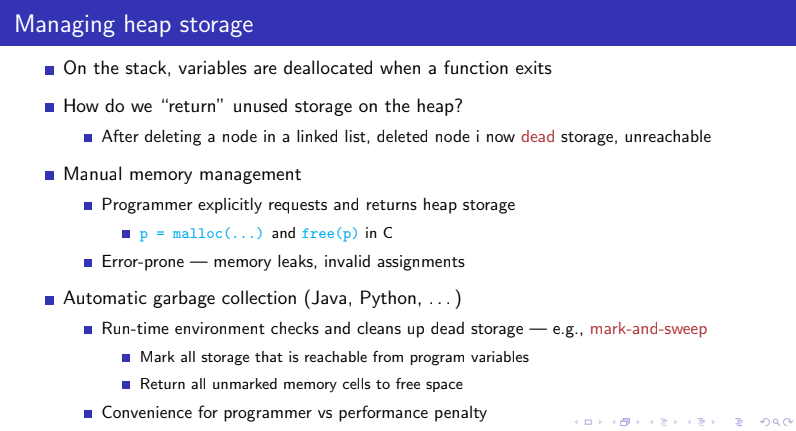 Managing heap storage
On the stack, variables are deallocated when a function exits
How do we “return” unused storage on the heap?
After deleting a node in a linked list, deleted node i now dead storage, unreachable
Manual memory management
Programmer explicitly requests and returns heap storage
p = malloc(...) and free(p) in C
Error-prone — memory leaks, invalid assignments
Automatic garbage collection (Java, Python, ...)
Run-time environment checks and cleans up dead storage — e.g., mark-and-sweep
Mark all storage that is reachable from program variables
Return all unmarked memory cells to free space
Convenience for programmer vs performance penalty